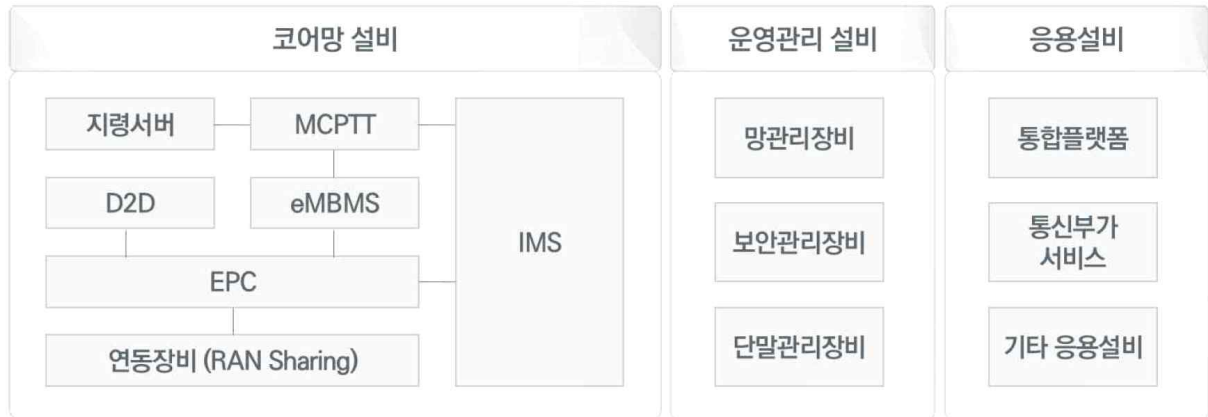 코어망 설비
운영관리 설비
응용설비
지령서버
MCPTT
D2D
eMBMS
IMS
EPC
연동장비 (RAN Sharing)
망관리장비
보안관리장비
단말관리장비
통합플랫폼
통신부가
서비스
기타 응용설비